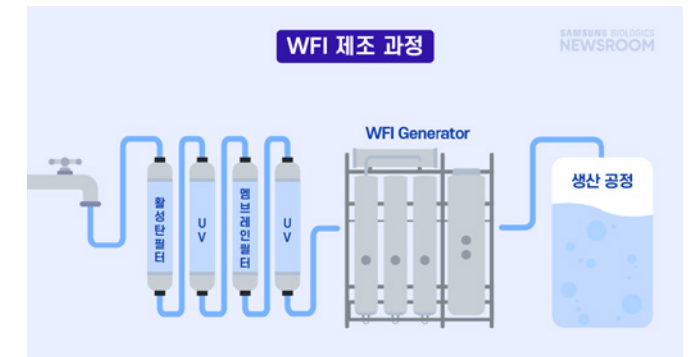 WFI 제조 과정
SAMSUNG BIOLOGICS
NEWSROOM
WFI Generator
활성탄필터
UV
멤브레인필터
UV
생산 공정